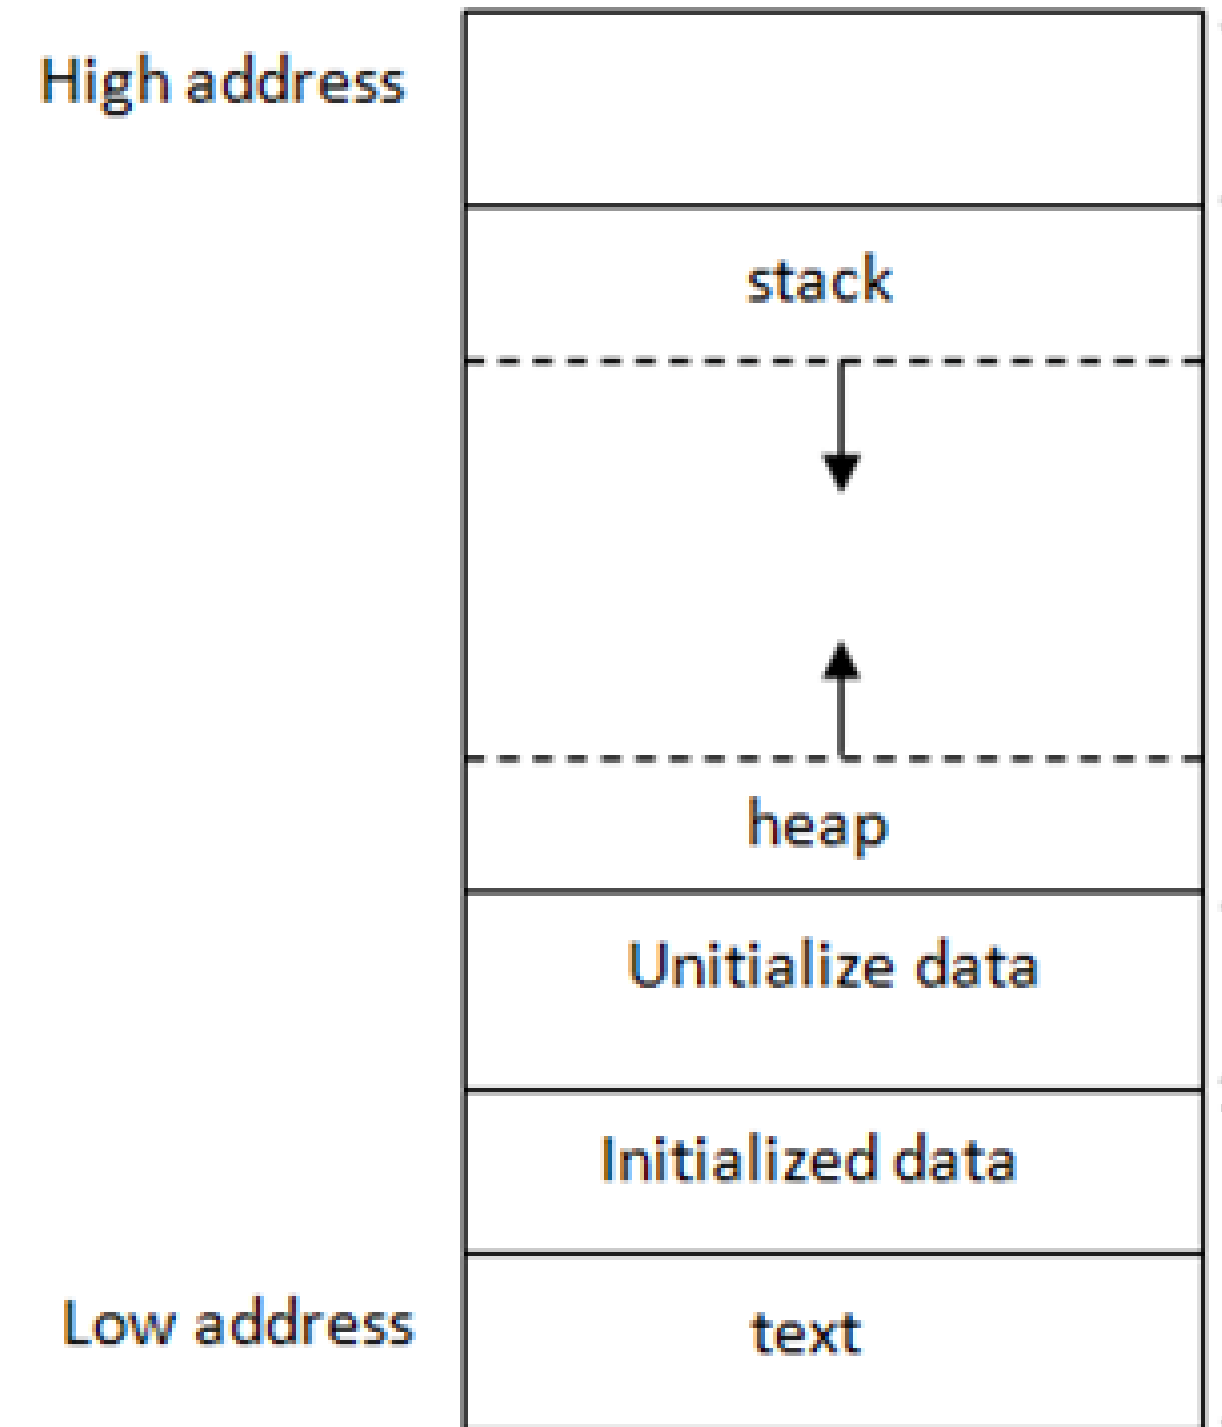 High address
stack
heap
Unitialize data
Initialized data
Low address
text